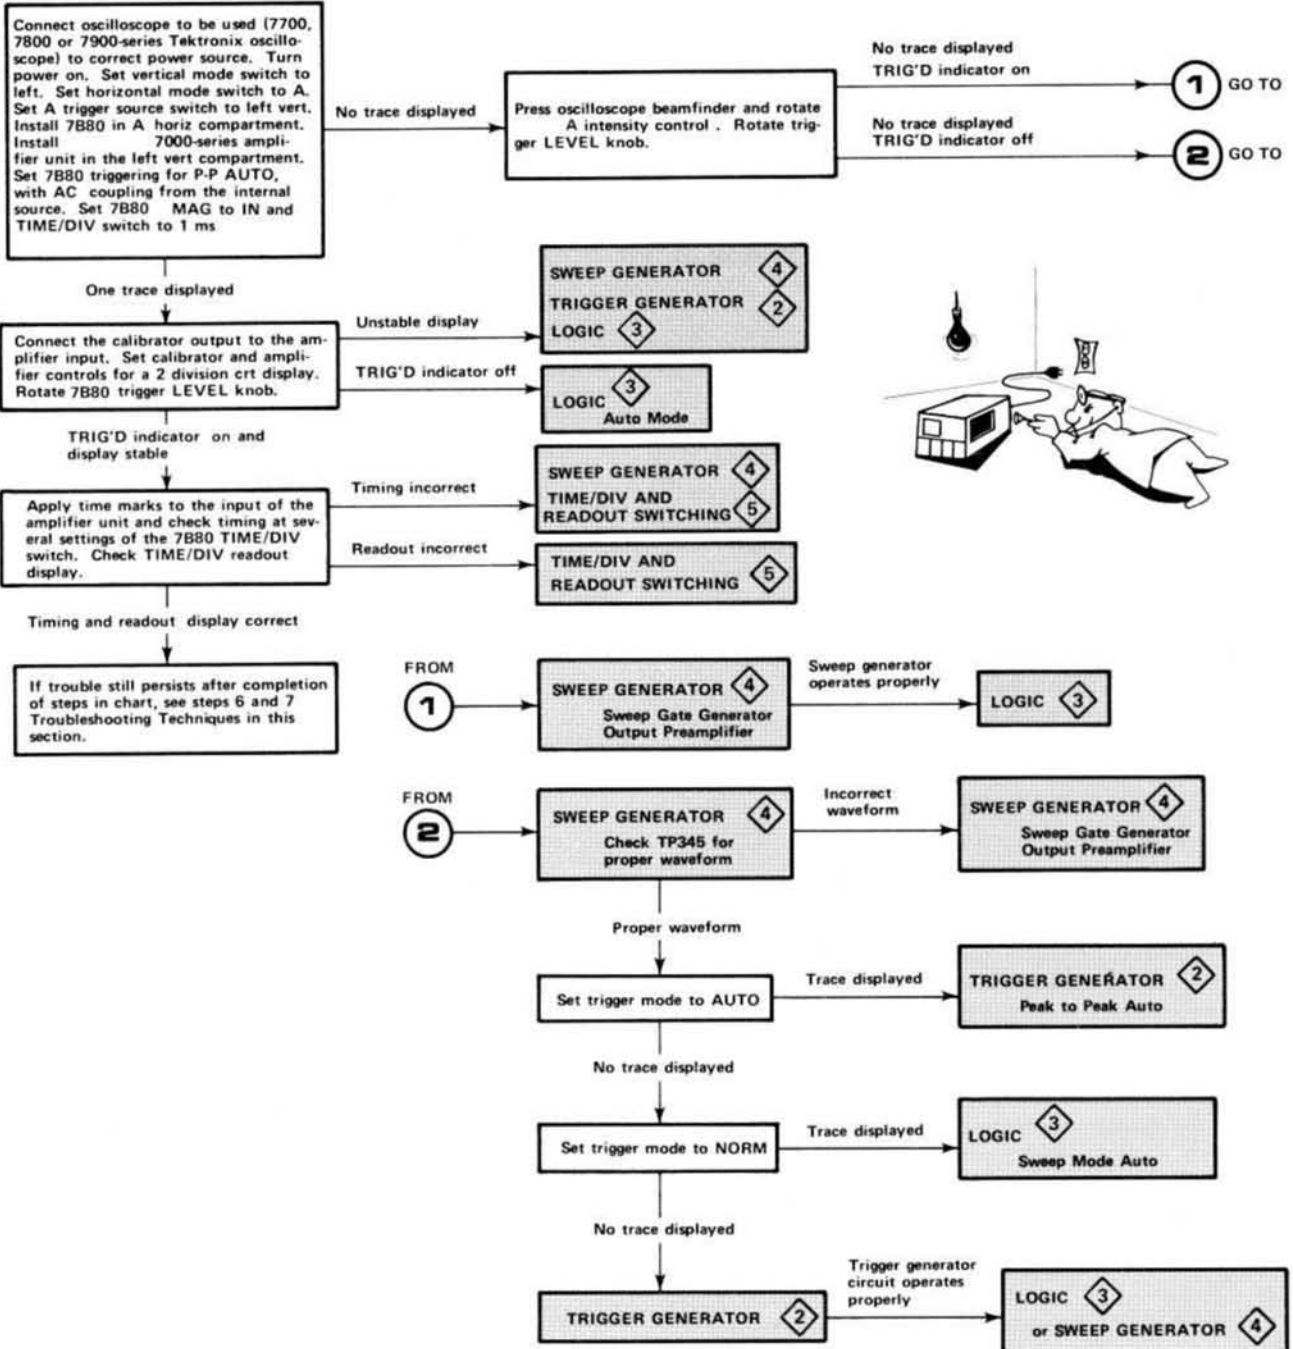 Connect oscilloscope to be used (7700,
7800 or 7900-series Tektronix oscillo-
scope) to correct power source. Turn
power on. Set vertical mode switch to
left. Set horizontal mode switch to A.
Set A trigger source switch to left vert.
Install 7B80 in A horiz compartment.
Install 7000-series ampli-
fier unit in the left vert compartment.
Set 7B80 triggering for P-P AUTO,
with AC coupling from the internal
source. Set 7B80 MAG to IN and
TIME/DIV switch to 1 ms
No trace displayed
Press oscilloscope beamfinder and rotate
A intensity control . Rotate trig-
ger LEVEL knob.
No trace displayed
TRIG'D indicator on
1 GO TO
No trace displayed
TRIG'D indicator off
2 GO TO
One trace displayed
Connect the calibrator output to the am-
plifier input. Set calibrator and ampli-
fier controls for a 2 division crt display.
Rotate 7B80 trigger LEVEL knob.
Unstable display
SWEEP GENERATOR 4
TRIGGER GENERATOR 2
LOGIC 3
TRIG'D indicator off
LOGIC 3
Auto Mode
TRIG'D indicator on and
display stable
Apply time marks to the input of the
amplifier unit and check timing at sev-
eral settings of the 7B80 TIME/DIV
switch. Check TIME/DIV readout
display.
Timing incorrect
SWEEP GENERATOR 4
TIME/DIV AND
READOUT SWITCHING 5
Readout incorrect
TIME/DIV AND
READOUT SWITCHING 5
Timing and readout display correct
If trouble still persists after completion
of steps in chart, see steps 6 and 7
Troubleshooting Techniques in this
section.
FROM
1
SWEEP GENERATOR 4
Sweep Gate Generator
Output Preamplifier
Sweep generator
operates properly
LOGIC 3
FROM
2
SWEEP GENERATOR 4
Check TP345 for
proper waveform
Incorrect
waveform
SWEEP GENERATOR 4
Sweep Gate Generator
Output Preamplifier
Proper waveform
Set trigger mode to AUTO
Trace displayed
TRIGGER GENERATOR 2
Peak to Peak Auto
No trace displayed
Set trigger mode to NORM
Trace displayed
LOGIC 3
Sweep Mode Auto
No trace displayed
TRIGGER GENERATOR 2
Trigger generator
circuit operates
properly
LOGIC 3
or SWEEP GENERATOR 4